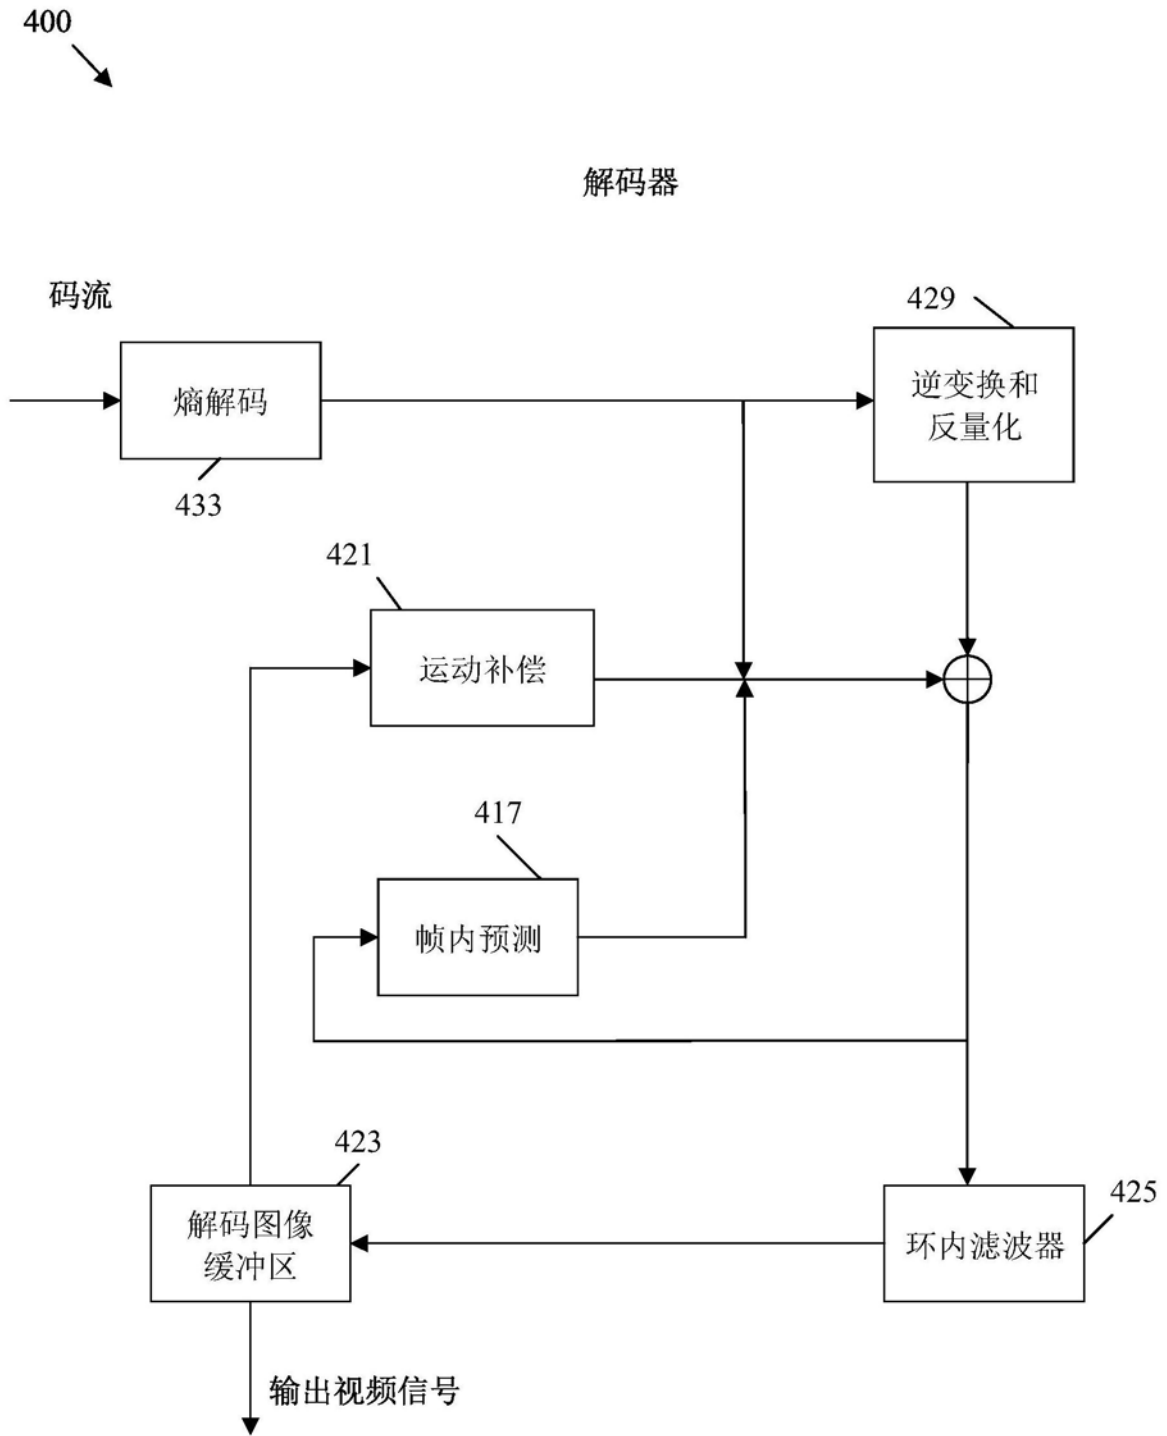 400
解码器
码流
429
熵解码
逆变换和
反量化
433
421
运动补偿
417
帧内预测
423
425
解码图像
缓冲区
环内滤波器
输出视频信号